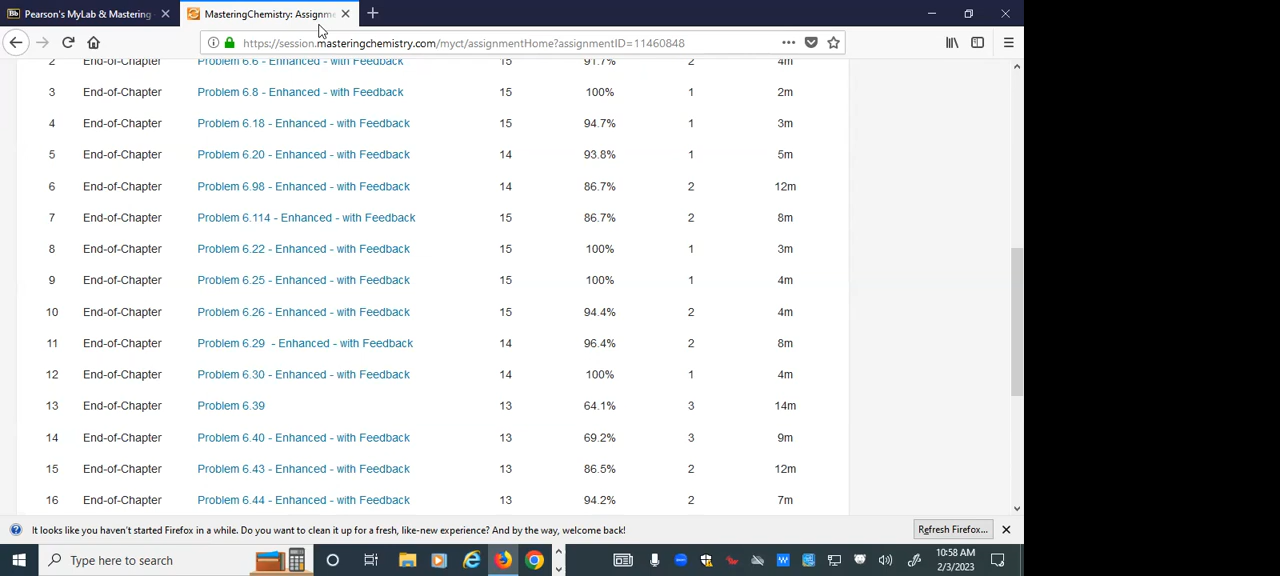 Pearson's MyLab & Mastering
MasteringChemistry: Assignme
https://session.masteringchemistry.com/myct/assignmentHome?assignmentID=11460848
2 End-of-Chapter Problem 6.6 - Enhanced - with Feedback 15 91.7% 2 4m
3 End-of-Chapter Problem 6.8 - Enhanced - with Feedback 15 100% 1 2m
4 End-of-Chapter Problem 6.18 - Enhanced - with Feedback 15 94.7% 1 3m
5 End-of-Chapter Problem 6.20 - Enhanced - with Feedback 14 93.8% 1 5m
6 End-of-Chapter Problem 6.98 - Enhanced - with Feedback 14 86.7% 2 12m
7 End-of-Chapter Problem 6.114 - Enhanced - with Feedback 15 86.7% 2 8m
8 End-of-Chapter Problem 6.22 - Enhanced - with Feedback 15 100% 1 3m
9 End-of-Chapter Problem 6.25 - Enhanced - with Feedback 15 100% 1 4m
10 End-of-Chapter Problem 6.26 - Enhanced - with Feedback 15 94.4% 2 4m
11 End-of-Chapter Problem 6.29 - Enhanced - with Feedback 14 96.4% 2 8m
12 End-of-Chapter Problem 6.30 - Enhanced - with Feedback 14 100% 1 4m
13 End-of-Chapter Problem 6.39 13 64.1% 3 14m
14 End-of-Chapter Problem 6.40 - Enhanced - with Feedback 13 69.2% 3 9m
15 End-of-Chapter Problem 6.43 - Enhanced - with Feedback 13 86.5% 2 12m
16 End-of-Chapter Problem 6.44 - Enhanced - with Feedback 13 94.2% 2 7m
It looks like you haven't started Firefox in a while. Do you want to clean it up for a fresh, like-new experience? And by the way, welcome back! Refresh Firefox...
Type here to search
10:58 AM
2/3/2023